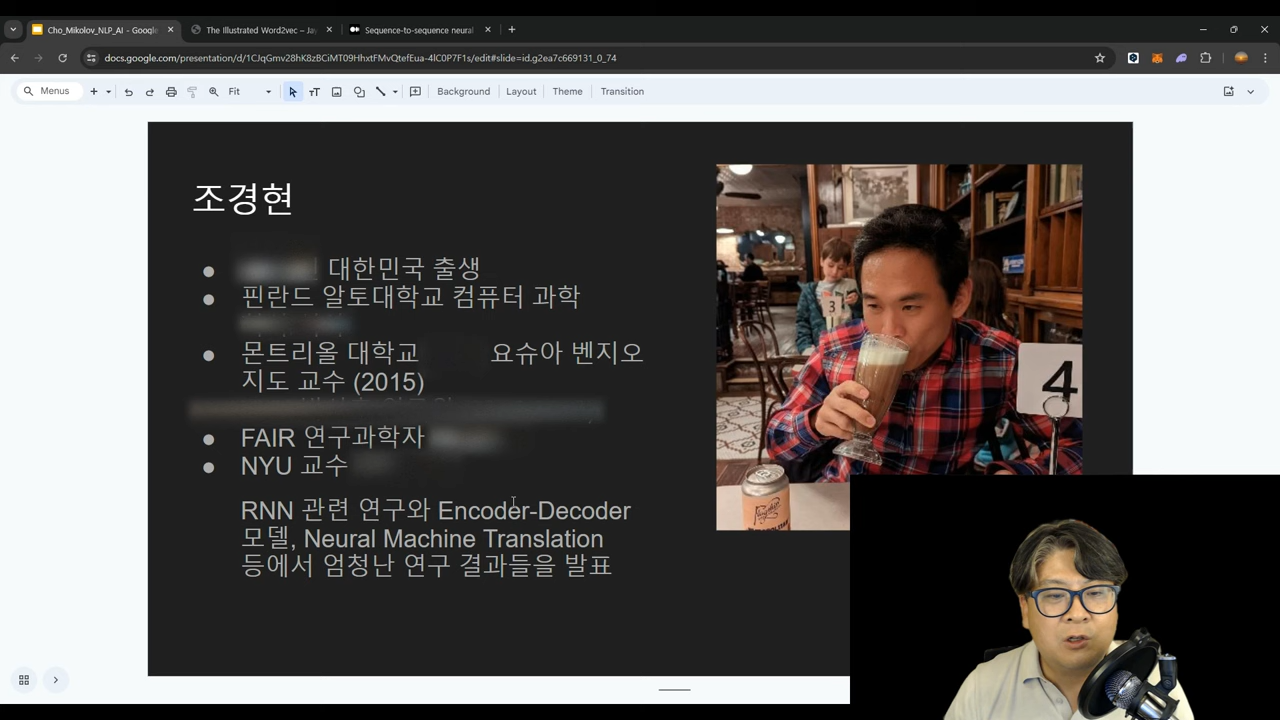 Cho_Mikolov_NLP_AI - Google
The Illustrated Word2vec – Jay
Sequence-to-sequence neural
docs.google.com/presentation/d/1CJqGmv28hK8zBCiMT09HhxtFMvQtefEua-4lC0P7F1s/edit#slide=id.g2ea7c669131_0_74
Menus
Fit
Background
Layout
Theme
Transition
조경현
대한민국 출생
핀란드 알토대학교 컴퓨터 과학
몬트리올 대학교 요슈아 벤지오
지도 교수 (2015)
FAIR 연구과학자
NYU 교수
RNN 관련 연구와 Encoder-Decoder
모델, Neural Machine Translation
등에서 엄청난 연구 결과들을 발표
3
4